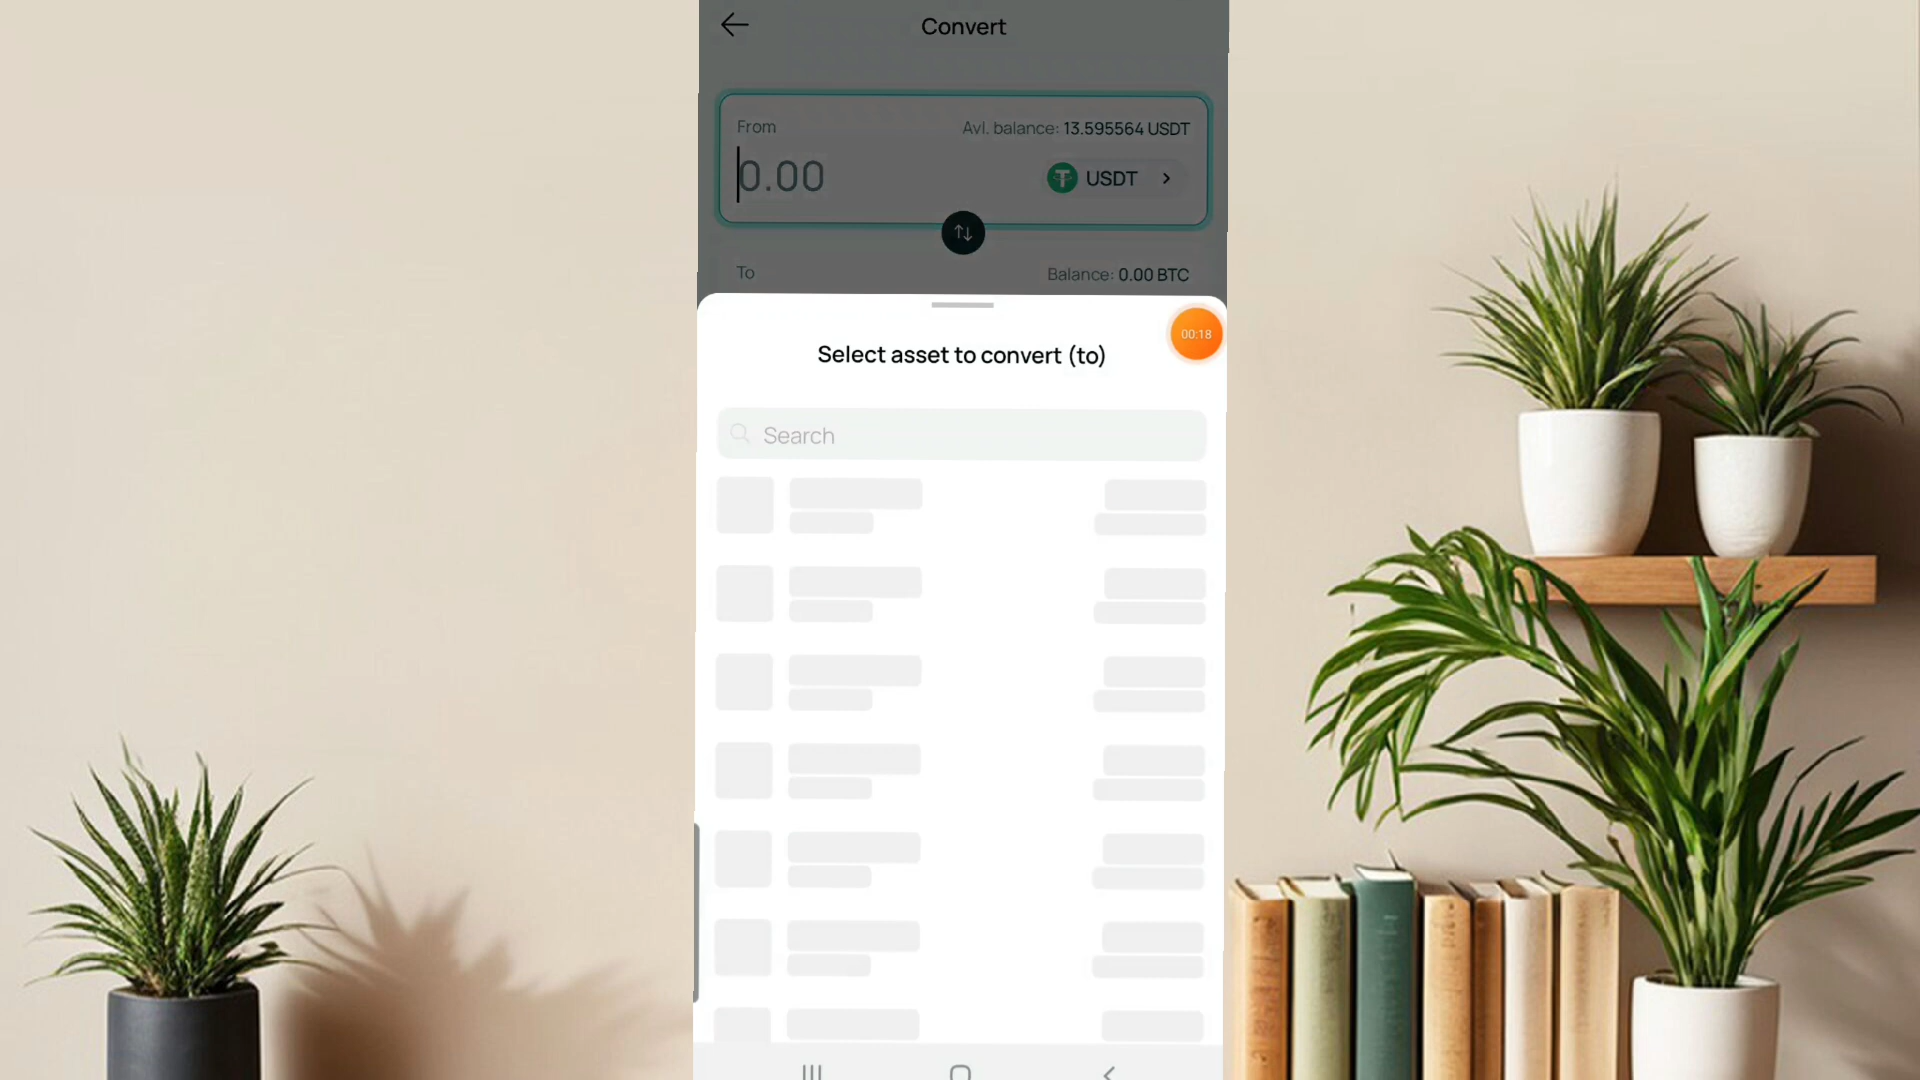 Convert
From
Avl. balance: 13.595564 USDT
0.00
USDT
To
Balance: 0.00 BTC
00:18
Select asset to convert (to)
Search